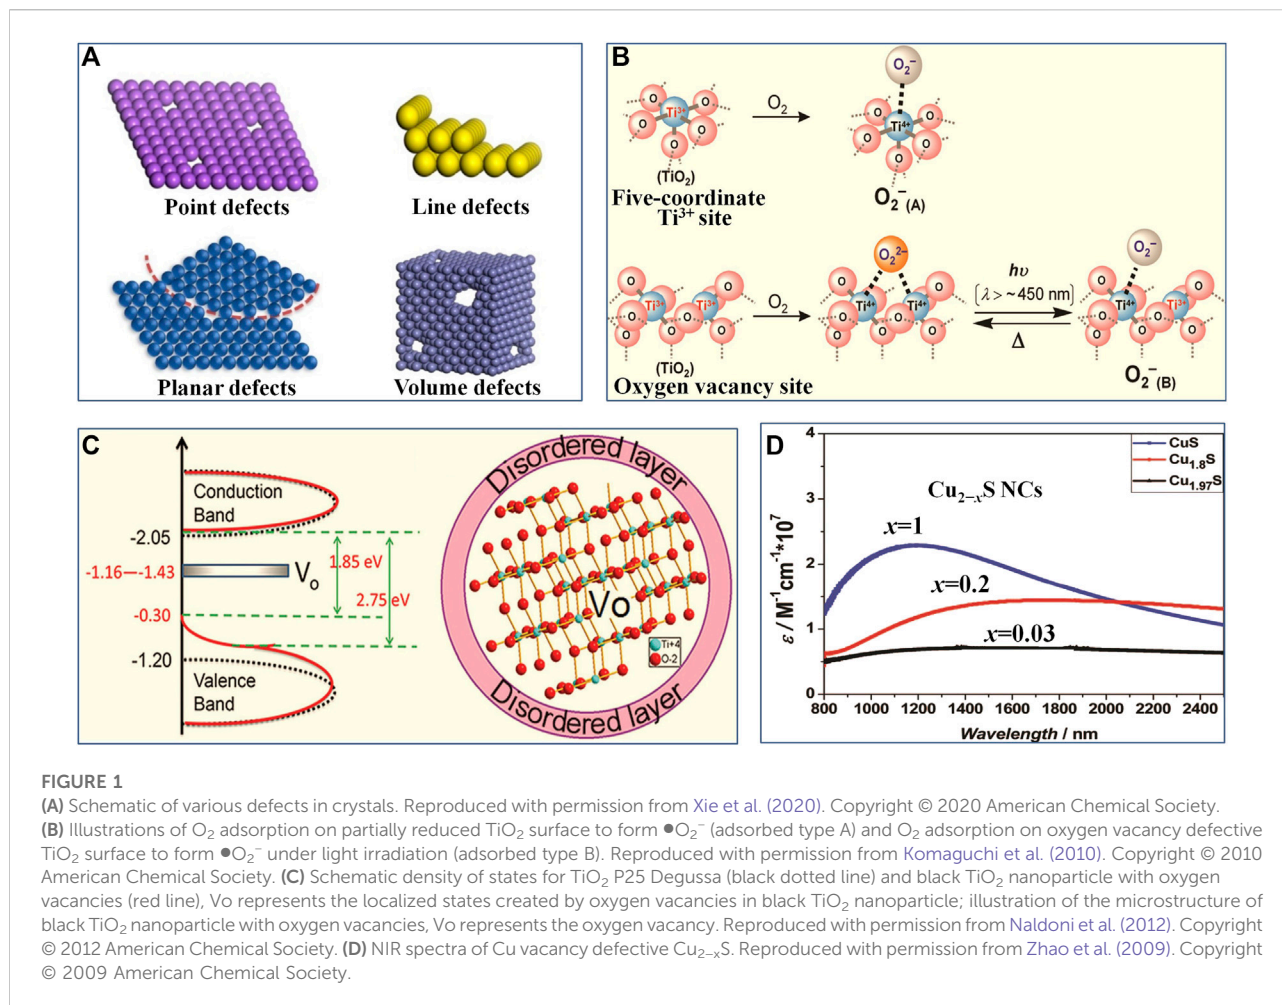 A
Point defects
Line defects
Planar defects
Volume defects
B
O
O
O
O
O
Ti³⁺
(TiO₂)
Five-coordinate
Ti³⁺ site
O₂
O₂⁻
O
O
O
O
O
Ti⁴⁺
O₂⁻(A)
O
O
O
O
O
Ti³⁺
Ti³⁺
(TiO₂)
Oxygen vacancy site
O₂
O₂²⁻
O
O
O
O
O
Ti⁴⁺
Ti⁴⁺
hυ
[λ > ~450 nm]
Δ
O₂⁻
O
O
O
O
O
Ti⁴⁺
Ti³⁺
O₂⁻(B)
C
Conduction
Band
-2.05
-1.16—-1.43
Vₒ
1.85 eV
2.75 eV
-0.30
-1.20
Valence
Band
Disordered layer
Vo
Ti+4
O-2
Disordered layer
D
CuS
Cu₁.₈S
Cu₁.₉₇S
Cu₂₋ₓS NCs
x=1
x=0.2
x=0.03
ε / M⁻¹cm⁻¹*10⁷
4
3
2
1
0
800 1000 1200 1400 1600 1800 2000 2200 2400
Wavelength / nm
FIGURE 1
(A) Schematic of various defects in crystals. Reproduced with permission from Xie et al. (2020). Copyright © 2020 American Chemical Society.
(B) Illustrations of O₂ adsorption on partially reduced TiO₂ surface to form ●O₂⁻ (adsorbed type A) and O₂ adsorption on oxygen vacancy defective
TiO₂ surface to form ●O₂⁻ under light irradiation (adsorbed type B). Reproduced with permission from Komaguchi et al. (2010). Copyright © 2010
American Chemical Society. (C) Schematic density of states for TiO₂ P25 Degussa (black dotted line) and black TiO₂ nanoparticle with oxygen
vacancies (red line), Vo represents the localized states created by oxygen vacancies in black TiO₂ nanoparticle; illustration of the microstructure of
black TiO₂ nanoparticle with oxygen vacancies, Vo represents the oxygen vacancy. Reproduced with permission from Naldoni et al. (2012). Copyright
© 2012 American Chemical Society. (D) NIR spectra of Cu vacancy defective Cu₂₋ₓS. Reproduced with permission from Zhao et al. (2009). Copyright
© 2009 American Chemical Society.